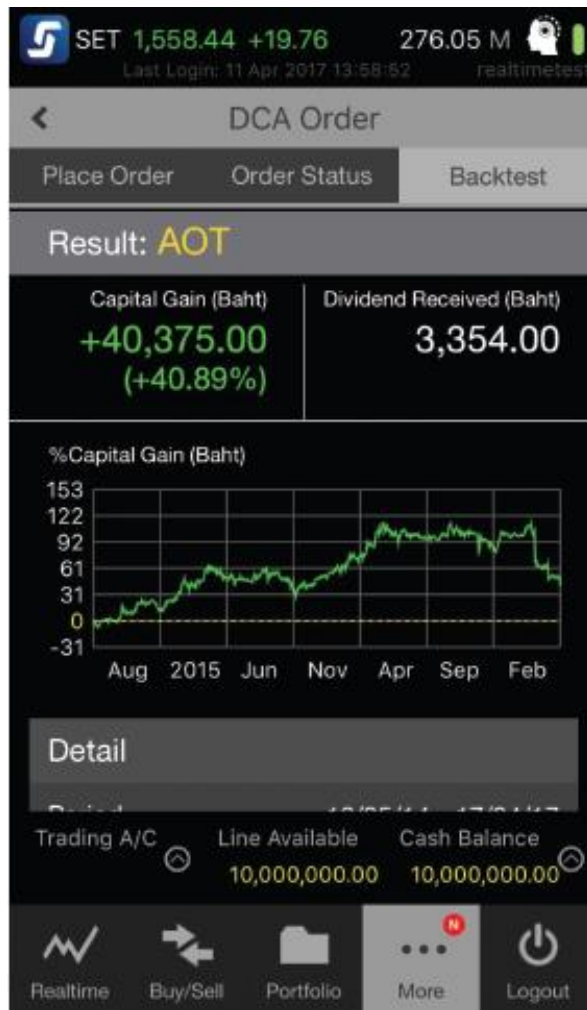 SET 1,558.44 +19.76 276.05 M
Last Login: 11 Apr 2017 13:58:52 realtimetes
DCA Order
Place Order Order Status Backtest
Result: AOT
Capital Gain (Baht) Dividend Received (Baht)
+40,375.00 3,354.00
(+40.89%)
%Capital Gain (Baht)
153
122
92
61
31
0
-31
Aug 2015 Jun Nov Apr Sep Feb
Detail
Trading A/C Line Available Cash Balance
10,000,000.00 10,000,000.00
N
Realtime Buy/Sell Portfolio More Logout